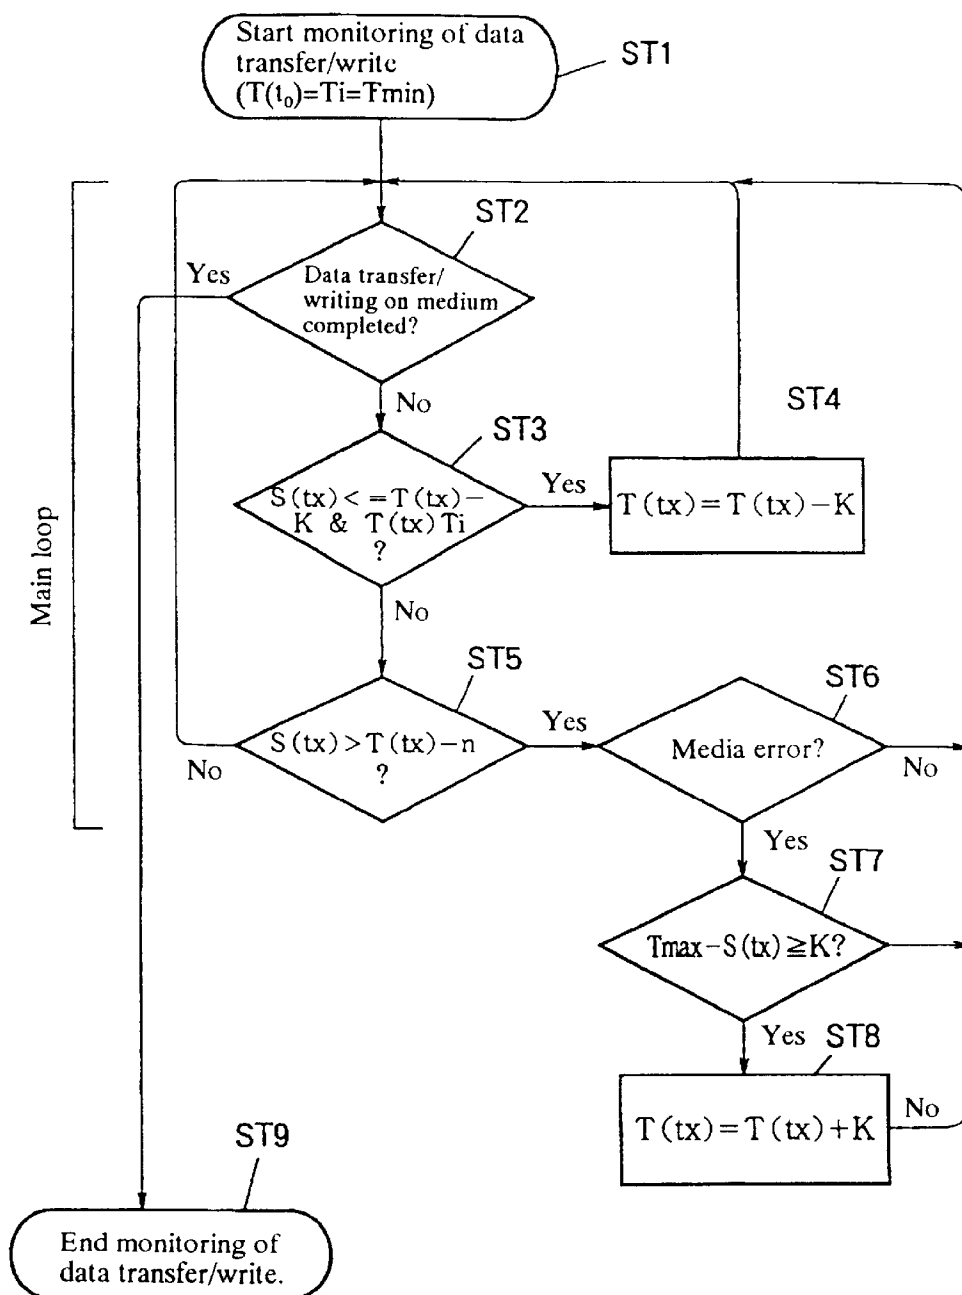 Start monitoring of data
transfer/write
(T(t₀)=Ti=Tmin)
ST1
ST2
Yes
Data transfer/
writing on medium
completed?
No
ST4
ST3
S(tx)<=T(tx)−
K & T(tx) Ti
?
Yes
T(tx)=T(tx)−K
Main loop
No
ST5
ST6
S(tx)>T(tx)−n
?
Yes
No
Media error?
No
Yes
ST7
Tmax−S(tx)≧K?
Yes
ST8
T(tx)=T(tx)+K
No
ST9
End monitoring of
data transfer/write.